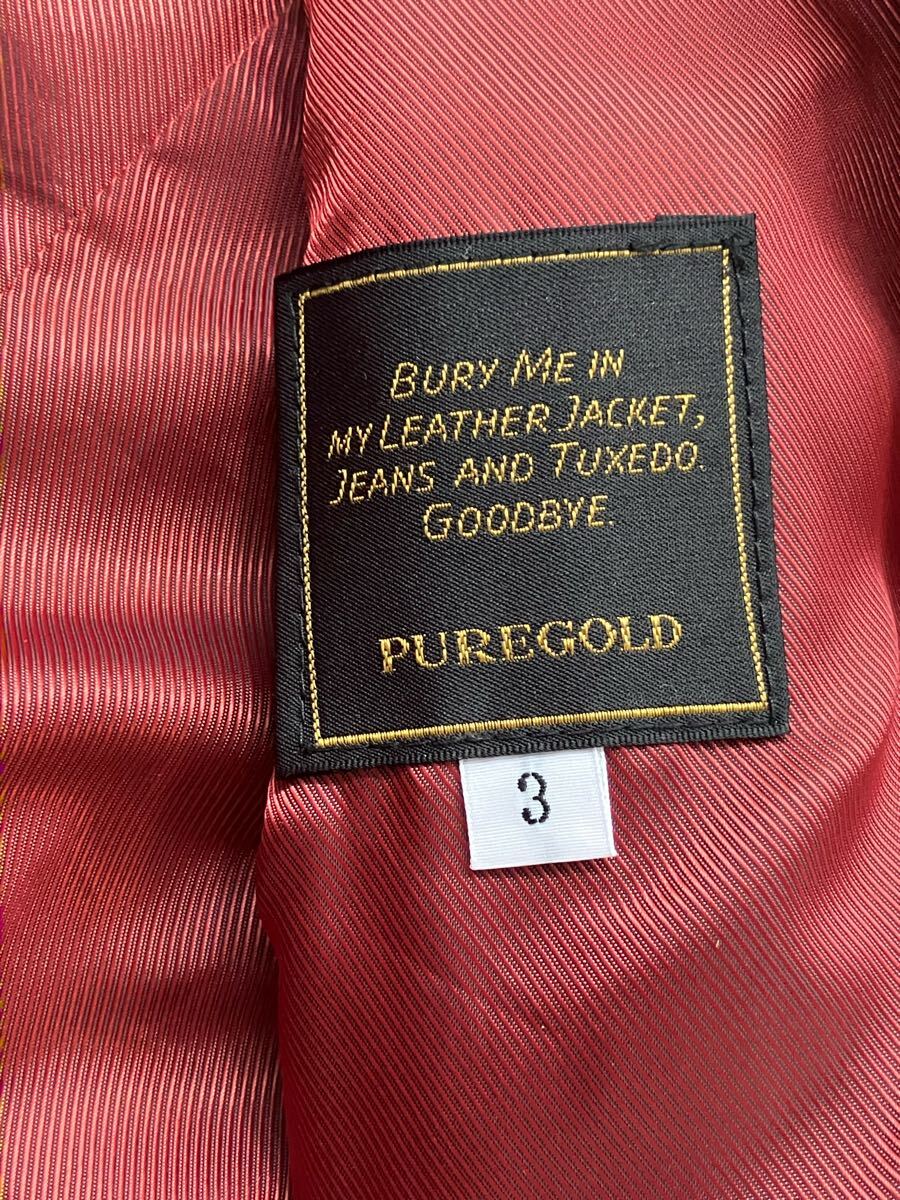 BURY ME IN
MY LEATHER JACKET,
JEANS AND TUXEDO.
GOODBYE.
PUREGOLD
3